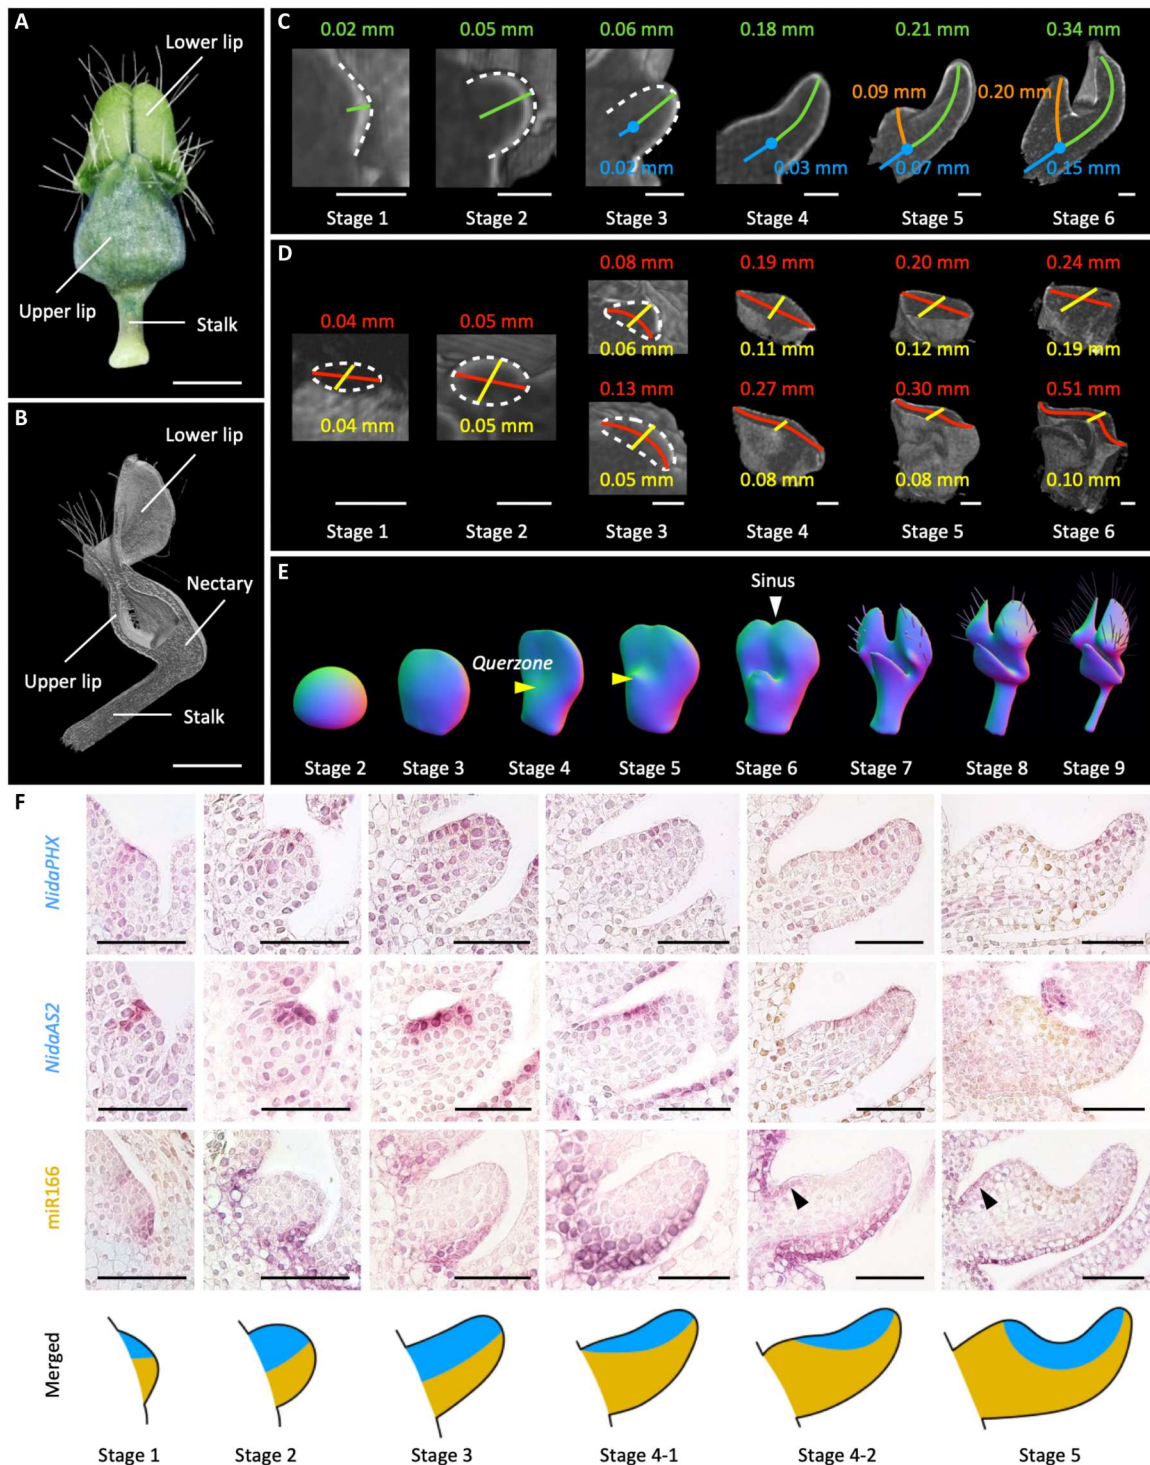 A
Lower lip
Upper lip
Stalk
B
Lower lip
Nectary
Upper lip
Stalk
C
0.02 mm 0.05 mm 0.06 mm 0.18 mm 0.21 mm 0.34 mm
0.09 mm 0.20 mm
0.02 mm 0.03 mm 0.07 mm 0.15 mm
Stage 1 Stage 2 Stage 3 Stage 4 Stage 5 Stage 6
D
0.08 mm 0.19 mm 0.20 mm 0.24 mm
0.04 mm 0.05 mm
0.06 mm 0.11 mm 0.12 mm 0.19 mm
0.13 mm 0.27 mm 0.30 mm 0.51 mm
0.04 mm 0.05 mm
0.05 mm 0.08 mm 0.08 mm 0.10 mm
Stage 1 Stage 2 Stage 3 Stage 4 Stage 5 Stage 6
E
Sinus
Querzone
Stage 2 Stage 3 Stage 4 Stage 5 Stage 6 Stage 7 Stage 8 Stage 9
F
NidaPHX
NidaAS2
miR166
Merged
Stage 1 Stage 2 Stage 3 Stage 4-1 Stage 4-2 Stage 5